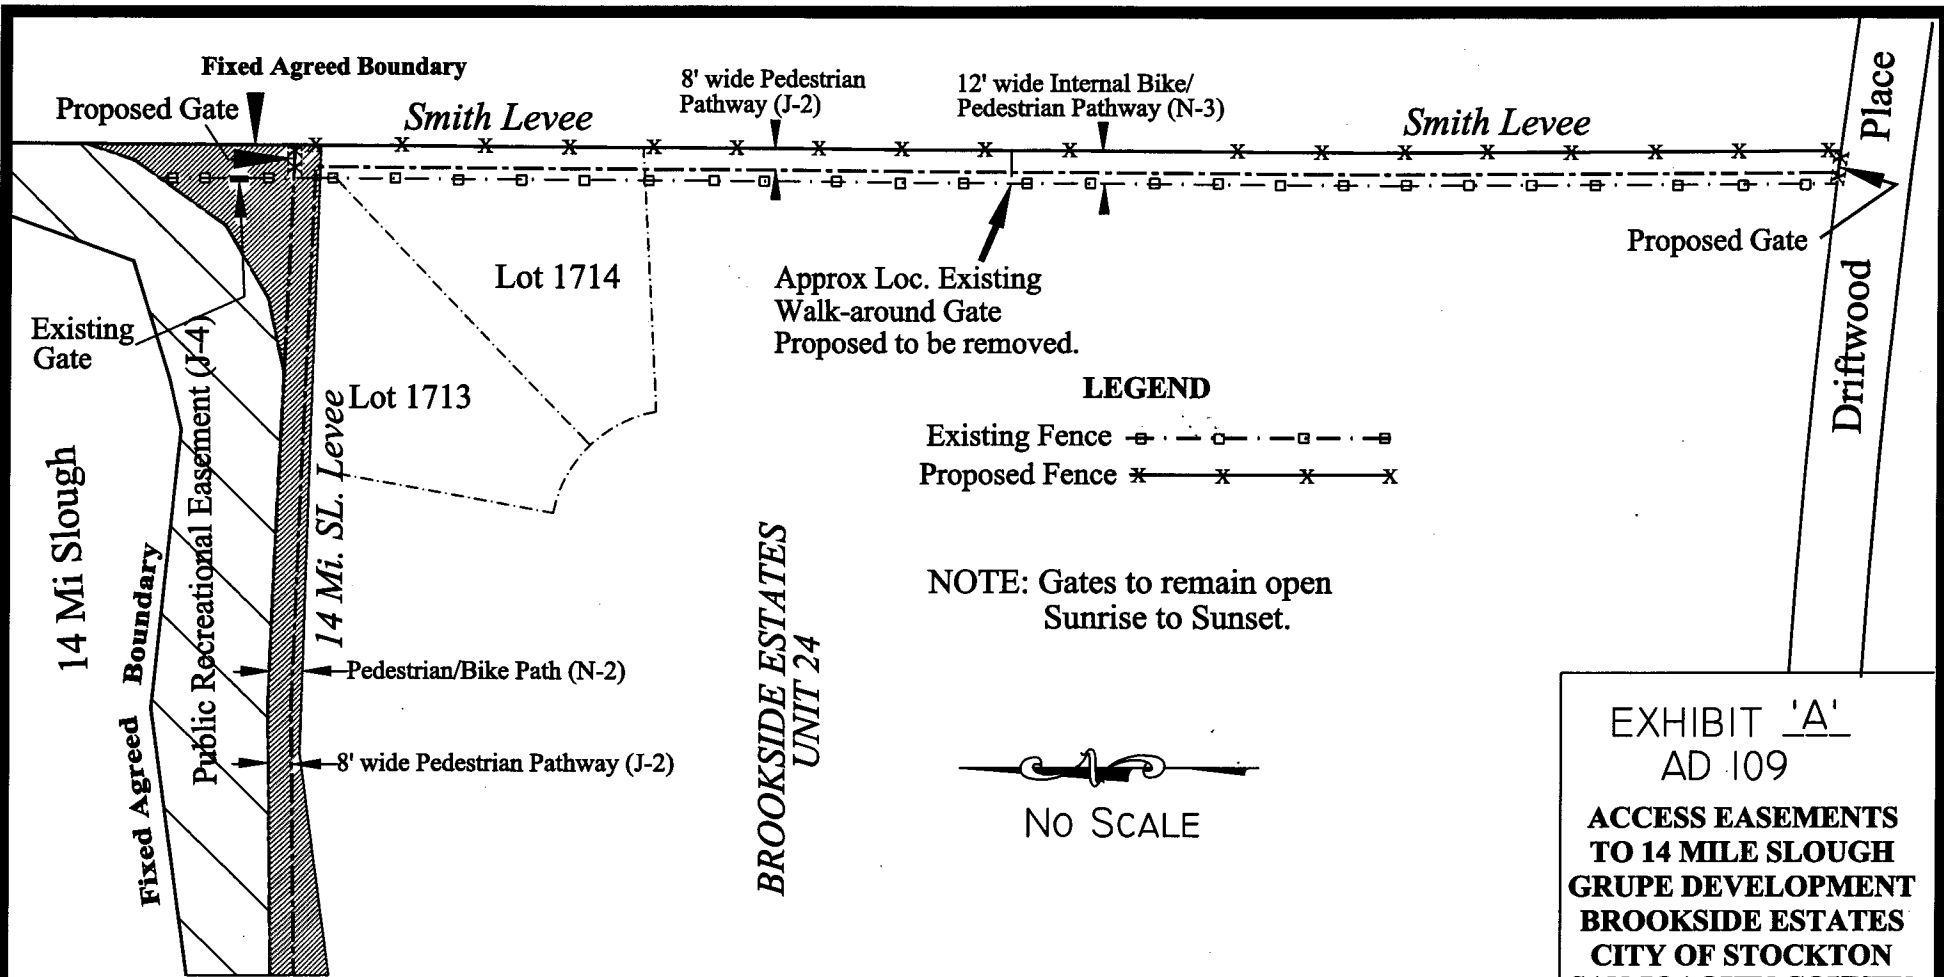 Fixed Agreed Boundary
Proposed Gate
Smith Levee
8' wide Pedestrian
Pathway (J-2)
12' wide Internal Bike/
Pedestrian Pathway (N-3)
Smith Levee
Place
Driftwood
Proposed Gate
Lot 1714
Approx Loc. Existing
Walk-around Gate
Proposed to be removed.
Existing
Gate
Lot 1713
LEGEND
Existing Fence
Proposed Fence
14 Mi Slough
Fixed Agreed Boundary
Public Recreational Easement (J-4)
14 Mi. SL. Levee
Pedestrian/Bike Path (N-2)
8' wide Pedestrian Pathway (J-2)
BROOKSIDE ESTATES
UNIT 24
NOTE: Gates to remain open
Sunrise to Sunset.
NO SCALE
EXHIBIT 'A'
AD 109
ACCESS EASEMENTS
TO 14 MILE SLOUGH
GRUPE DEVELOPMENT
BROOKSIDE ESTATES
CITY OF STOCKTON